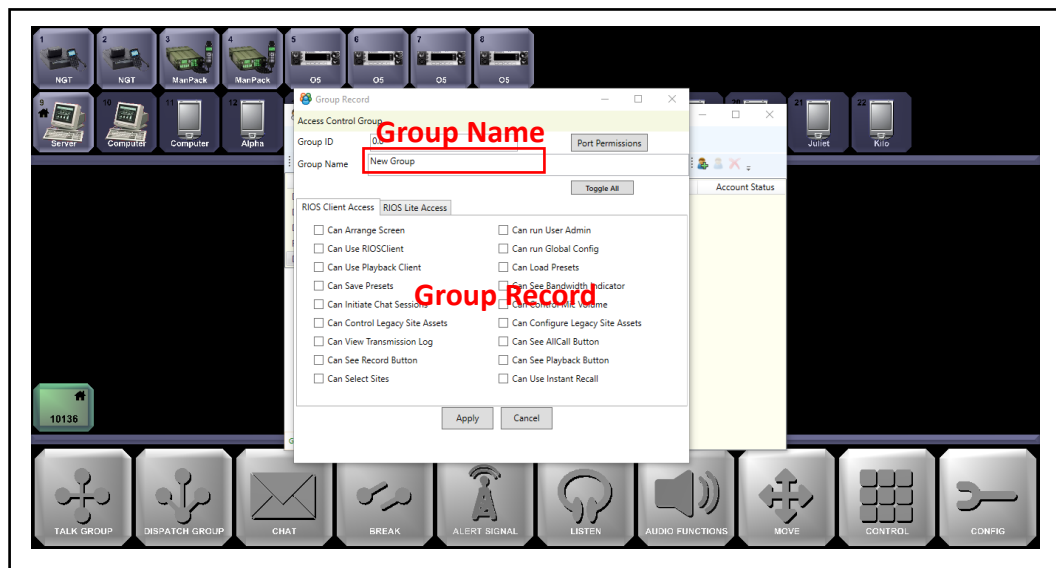 1 2 3 4 5 6 7 8
NGT NGT ManPack ManPack O5 O5 O5 O5
9 10 11 12 20 21 22
Server Computer Computer Alpha Juliet Kilo
Group Record
Access Control Group
Group Name
Group ID Port Permissions
Group Name New Group
Toggle All
Account Status
RIOS Client Access RIOS Lite Access
Can Arrange Screen Can run User Admin
Can Use RIOSClient Can run Global Config
Can Use Playback Client Can Load Presets
Can Save Presets Can See Bandwidth Indicator
Group Record
Can Initiate Chat Sessions Can Control Mic Volume
Can Control Legacy Site Assets Can Configure Legacy Site Assets
Can View Transmission Log Can See AllCall Button
Can See Record Button Can See Playback Button
Can Select Sites Can Use Instant Recall
10136
Apply Cancel
TALK GROUP DISPATCH GROUP CHAT BREAK ALERT SIGNAL LISTEN AUDIO FUNCTIONS MOVE CONTROL CONFIG